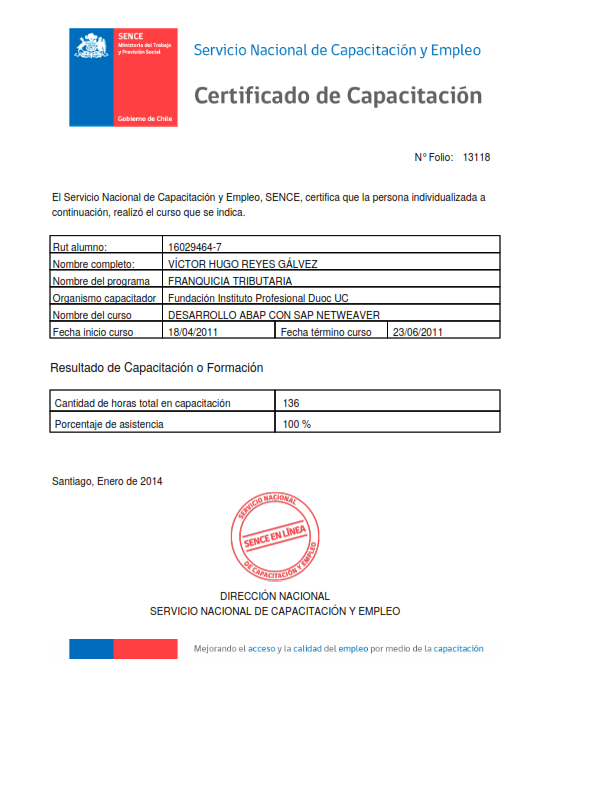 SENCE
Ministerio del Trabajo
y Previsión Social
Gobierno de Chile
Servicio Nacional de Capacitación y Empleo
Certificado de Capacitación
N° Folio: 13118
El Servicio Nacional de Capacitación y Empleo, SENCE, certifica que la persona individualizada a
continuación, realizó el curso que se indica.
Rut alumno: 16029464-7
Nombre completo: VÍCTOR HUGO REYES GÁLVEZ
Nombre del programa FRANQUICIA TRIBUTARIA
Organismo capacitador Fundación Instituto Profesional Duoc UC
Nombre del curso DESARROLLO ABAP CON SAP NETWEAVER
Fecha inicio curso 18/04/2011 Fecha término curso 23/06/2011
Resultado de Capacitación o Formación
Cantidad de horas total en capacitación 136
Porcentaje de asistencia 100 %
Santiago, Enero de 2014
SERVICIO NACIONAL
SENCE EN LÍNEA
DE CAPACITACIÓN Y EMPLEO
DIRECCIÓN NACIONAL
SERVICIO NACIONAL DE CAPACITACIÓN Y EMPLEO
Mejorando el acceso y la calidad del empleo por medio de la capacitación